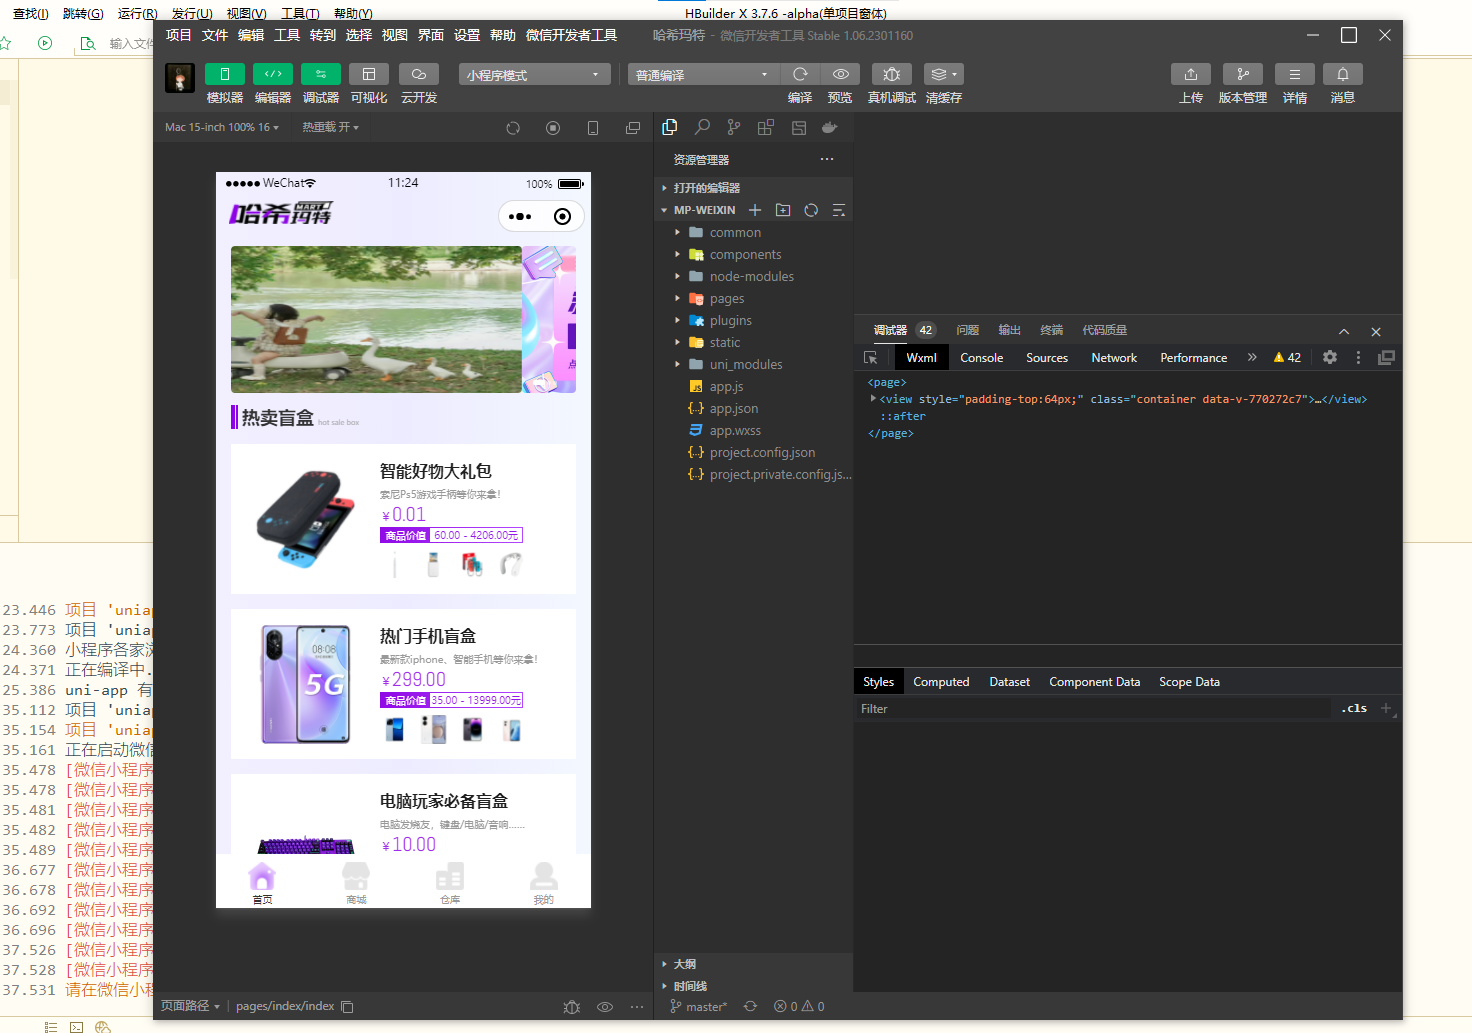 查找(I) 跳转(G) 运行(R) 发行(U) 视图(V) 工具(T) 帮助(Y)
HBuilder X 3.7.6 -alpha(单项目窗体)
输入文件
项目 文件 编辑 工具 转到 选择 视图 界面 设置 帮助 微信开发者工具
哈希玛特 - 微信开发者工具 Stable 1.06.2301160
小程序模式
普通编译
模拟器 编辑器 调试器 可视化 云开发
编译 预览 真机调试 清缓存
上传 版本管理 详情 消息
Mac 15-inch 100% 16
热重载 开
WeChat
11:24
100%
哈希玛特 MART
热卖盲盒 hot sale box
智能好物大礼包
索尼Ps5游戏手柄等你来拿!
¥0.01
商品价值 60.00 - 4206.00元
热门手机盲盒
最新款iphone、智能手机等你来拿!
¥299.00
商品价值 35.00 - 13999.00元
08:08
5G
电脑玩家必备盲盒
电脑发烧友, 键盘/电脑/音响......
¥10.00
首页 商城 仓库 我的
页面路径
pages/index/index
资源管理器
打开的编辑器
MP-WEIXIN
common
components
node-modules
pages
plugins
static
uni_modules
app.js
app.json
app.wxss
project.config.json
project.private.config.js...
大纲
时间线
master*
0 0
调试器 42 问题 输出 终端 代码质量
Wxml Console Sources Network Performance 42
<page>
<view style="padding-top:64px;" class="container data-v-770272c7">…</view>
::after
</page>
Styles Computed Dataset Component Data Scope Data
Filter
.cls
23.446 项目 'uniap
23.773 项目 'uniap
24.360 小程序各家浏
24.371 正在编译中.
25.386 uni-app 有
35.112 项目 'uniap
35.154 项目 'uniap
35.161 正在启动微信
35.478 [微信小程序
35.478 [微信小程序
35.481 [微信小程序
35.482 [微信小程序
35.489 [微信小程序
36.677 [微信小程序
36.678 [微信小程序
36.692 [微信小程序
36.696 [微信小程序
37.526 [微信小程序
37.528 [微信小程序
37.531 请在微信小程